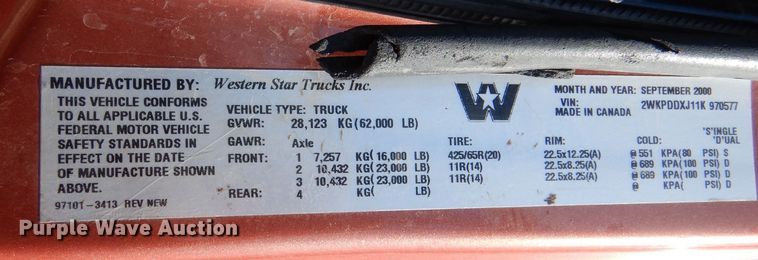 MANUFACTURED BY: Western Star Trucks Inc.
THIS VEHICLE CONFORMS
TO ALL APPLICABLE U.S.
FEDERAL MOTOR VEHICLE
SAFETY STANDARDS IN
EFFECT ON THE DATE
OF MANUFACTURE SHOWN
ABOVE.
97101-3413 REV NEW
W
MONTH AND YEAR: SEPTEMBER 2000
VIN: 2WKPDDXJ11K 970577
MADE IN CANADA
VEHICLE TYPE: TRUCK
GVWR: 28,123 KG(62,000 LB)
'S'INGLE
GAWR: Axle TIRE: RIM: COLD: 'D'UAL
FRONT: 1 7,257 KG(16,000 LB) 425/65R(20) 22.5x12.25(A) @ 551 KPA(80 PSI) S
2 10,432 KG(23,000 LB) 11R(14) 22.5x8.25(A) @ 689 KPA(100 PSI) D
3 10,432 KG(23,000 LB) 11R(14) 22.5x8.25(A) @ 689 KPA(100 PSI) D
REAR: 4 KG( LB) @ KPA( PSI) D
Purple Wave Auction